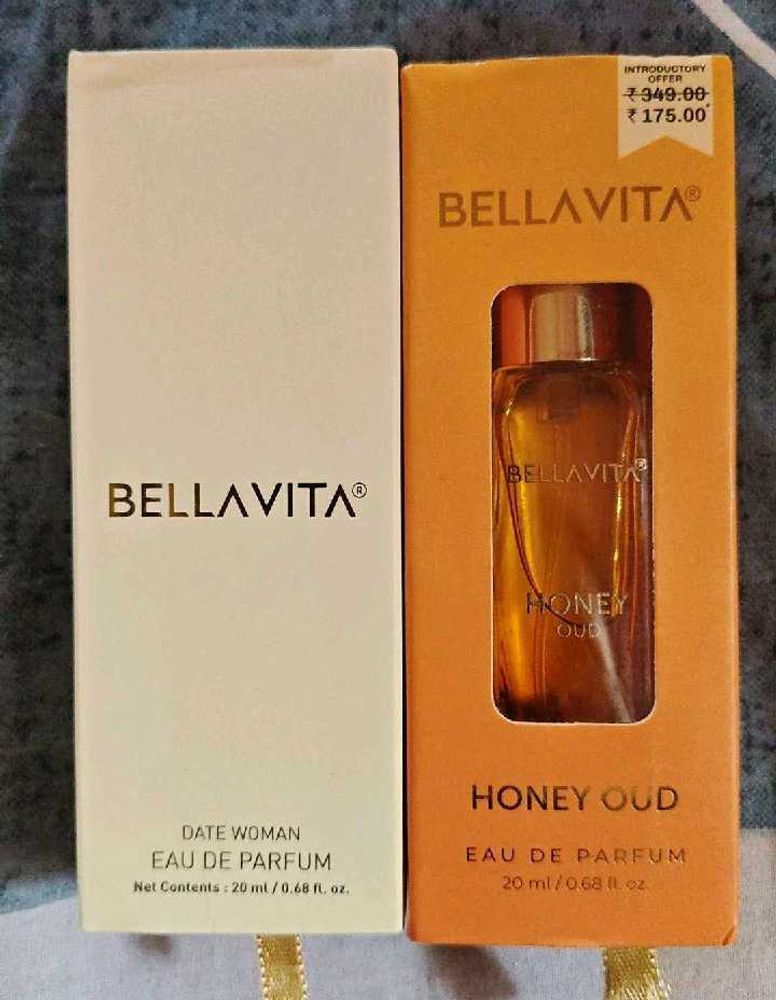 BELLAVITA®
DATE WOMAN
EAU DE PARFUM
Net Contents : 20 ml / 0.68 fl. oz.
INTRODUCTORY
OFFER
₹ 349.00
₹ 175.00*
BELLAVITA®
BELLAVITA®
HONEY
OUD
HONEY OUD
EAU DE PARFUM
20 ml / 0.68 fl. oz.